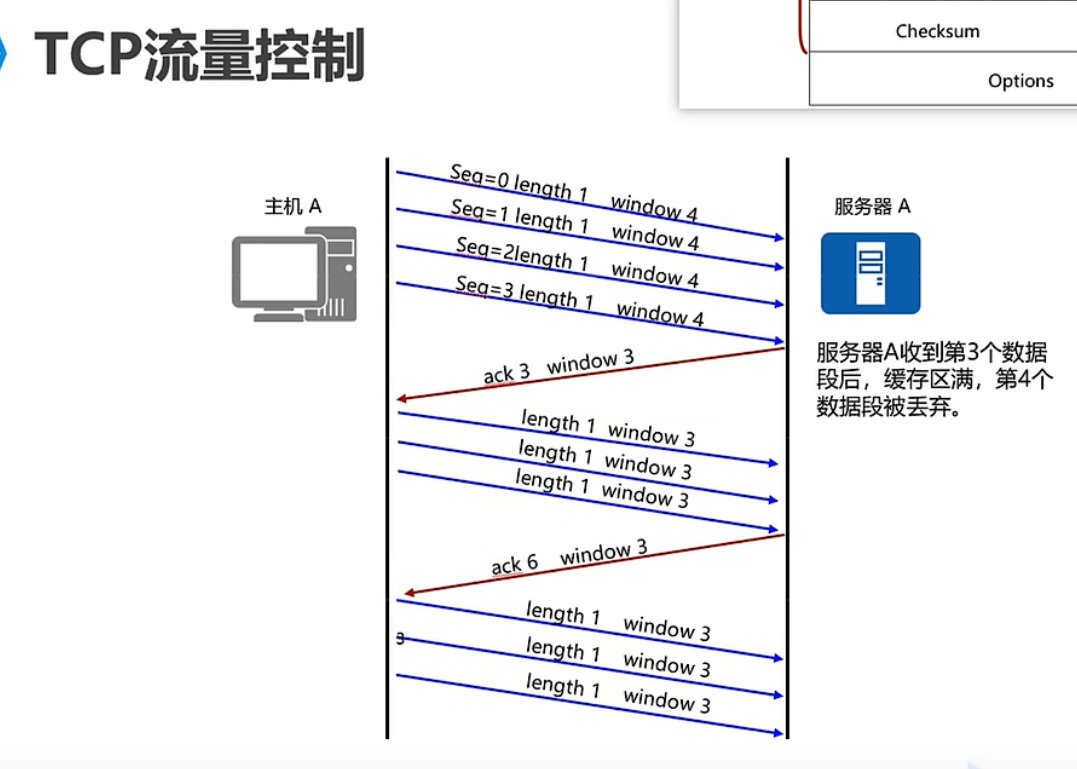 TCP流量控制
Checksum
Options
主机 A
服务器 A
Seq=0 length 1 window 4
Seq=1 length 1 window 4
Seq=2length 1 window 4
Seq=3 length 1 window 4
服务器A收到第3个数据
段后，缓存区满，第4个
数据段被丢弃。
ack 3 window 3
length 1 window 3
length 1 window 3
length 1 window 3
ack 6 window 3
length 1 window 3
3
length 1 window 3
length 1 window 3